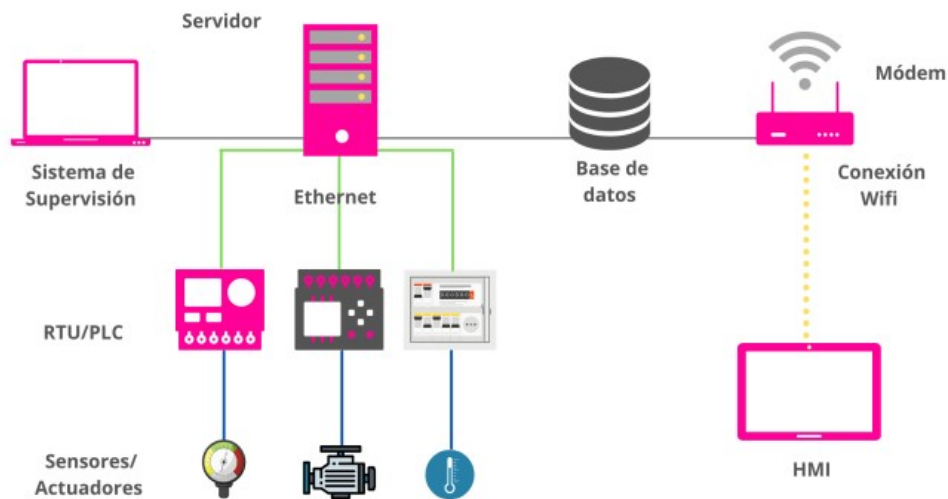 Servidor
Módem
Sistema de
Supervisión
Ethernet
Base de
datos
Conexión
Wifi
RTU/PLC
Sensores/
Actuadores
HMI